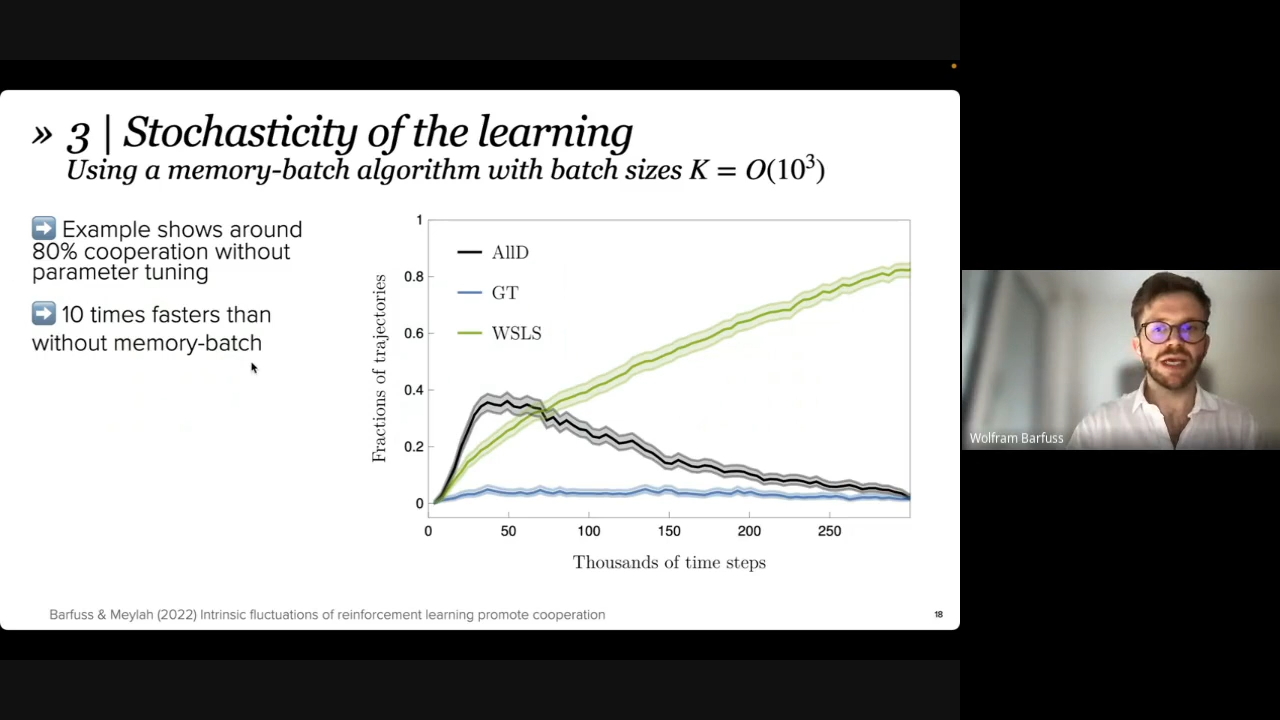 » 3 | Stochasticity of the learning
Using a memory-batch algorithm with batch sizes K = O(10³)
➡ Example shows around
80% cooperation without
parameter tuning
➡ 10 times fasters than
without memory-batch
Fractions of trajectories
1
0.8
0.6
0.4
0.2
0
AllD
GT
WSLS
0 50 100 150 200 250
Thousands of time steps
Barfuss & Meylah (2022) Intrinsic fluctuations of reinforcement learning promote cooperation
18
Wolfram Barfuss